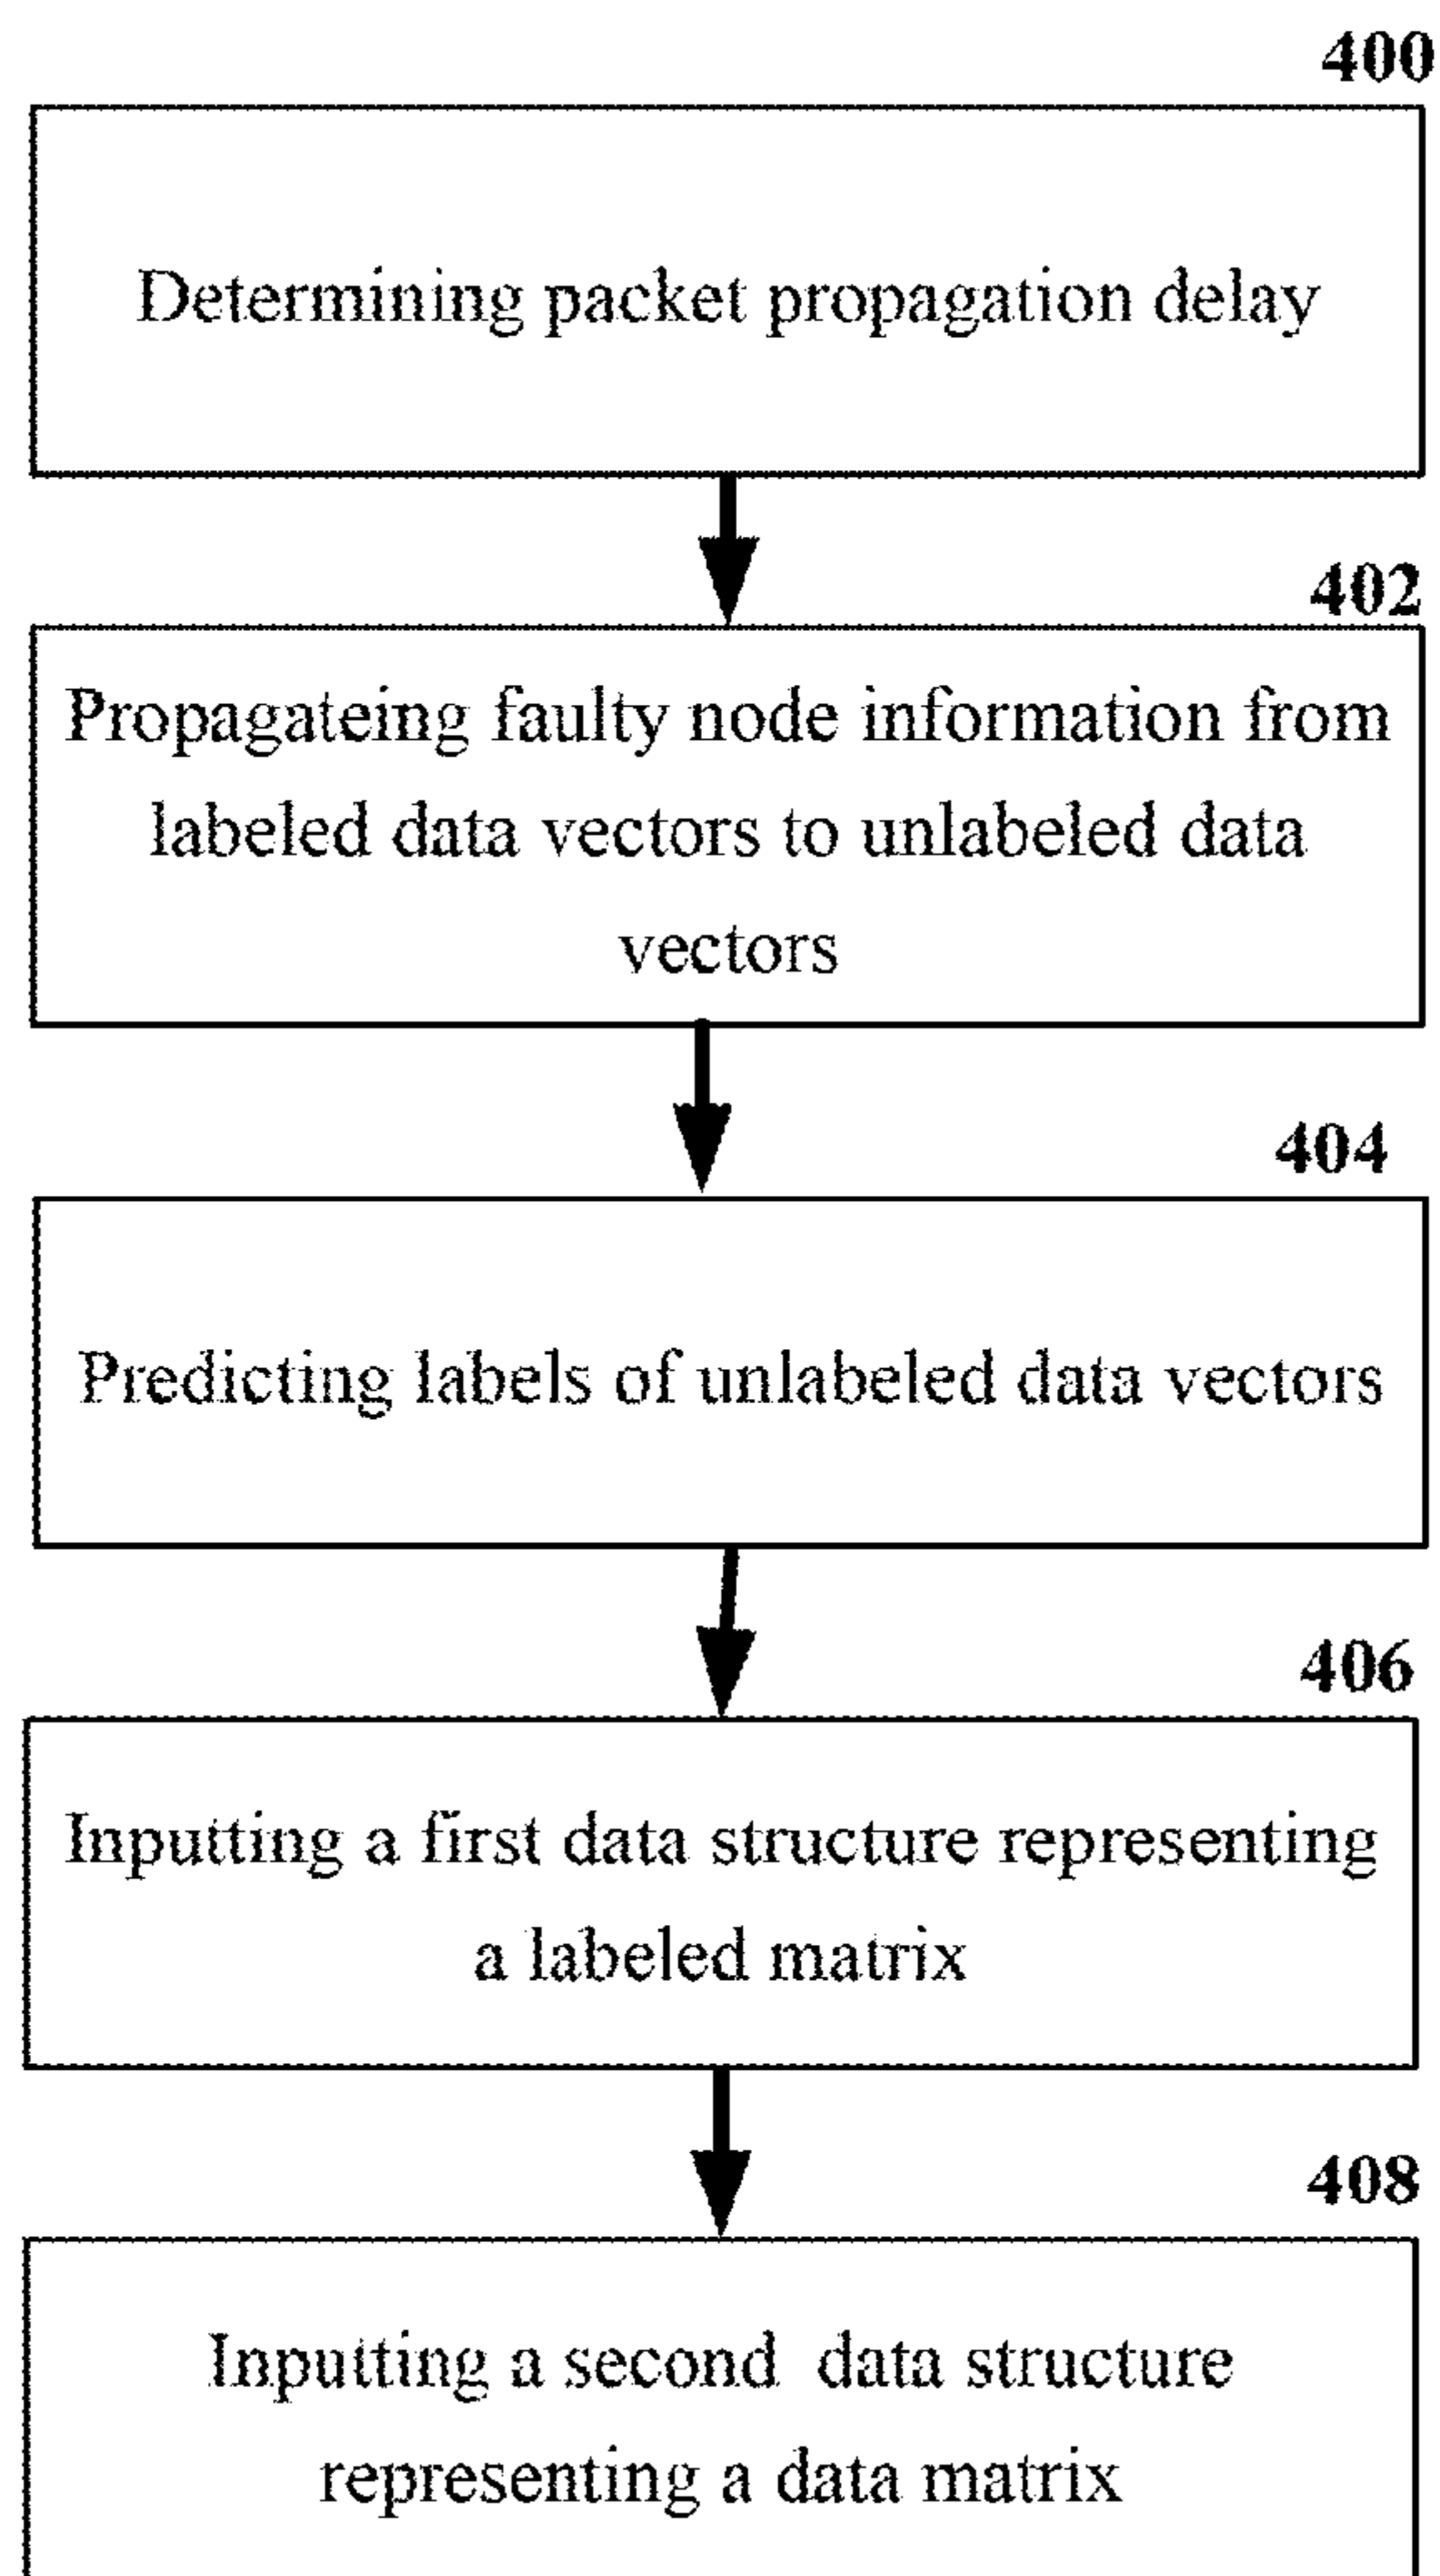 400
Determining packet propagation delay
402
Propagateing faulty node information from
labeled data vectors to unlabeled data
vectors
404
Predicting labels of unlabeled data vectors
406
Inputting a first data structure representing
a labeled matrix
408
Inputting a second data structure
representing a data matrix